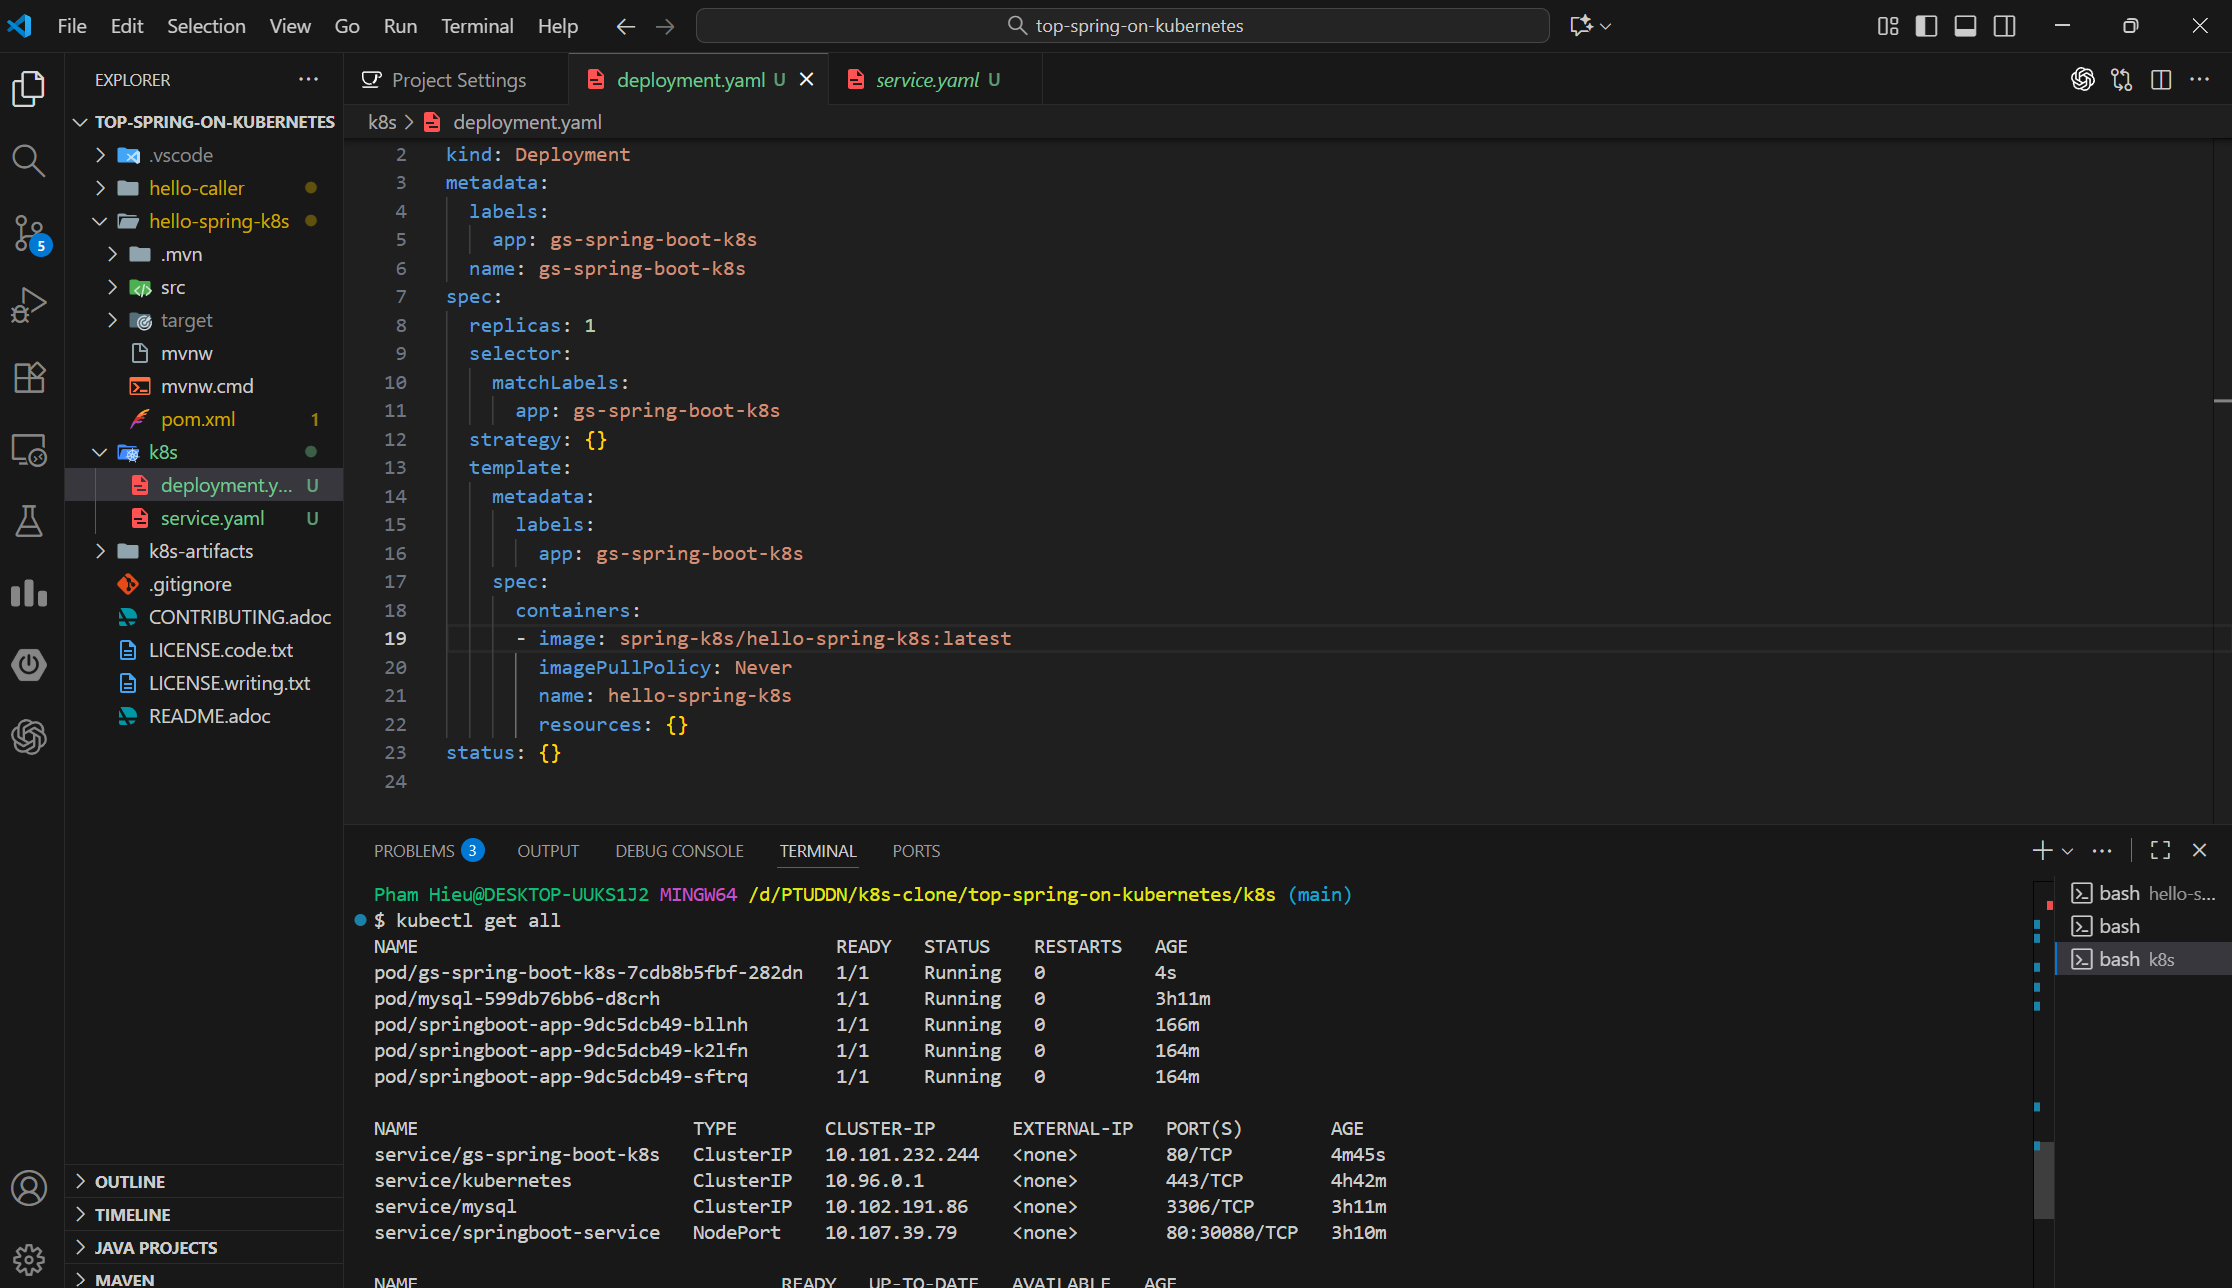 File Edit Selection View Go Run Terminal Help
top-spring-on-kubernetes
EXPLORER
TOP-SPRING-ON-KUBERNETES
.vscode
hello-caller
hello-spring-k8s
.mvn
src
target
mvnw
mvnw.cmd
pom.xml 1
k8s
deployment.y... U
service.yaml U
k8s-artifacts
.gitignore
CONTRIBUTING.adoc
LICENSE.code.txt
LICENSE.writing.txt
README.adoc
OUTLINE
TIMELINE
JAVA PROJECTS
MAVEN
5
Project Settings
deployment.yaml U
service.yaml U
k8s > deployment.yaml
2 kind: Deployment
3 metadata:
4 labels:
5 app: gs-spring-boot-k8s
6 name: gs-spring-boot-k8s
7 spec:
8 replicas: 1
9 selector:
10 matchLabels:
11 app: gs-spring-boot-k8s
12 strategy: {}
13 template:
14 metadata:
15 labels:
16 app: gs-spring-boot-k8s
17 spec:
18 containers:
19 - image: spring-k8s/hello-spring-k8s:latest
20 imagePullPolicy: Never
21 name: hello-spring-k8s
22 resources: {}
23 status: {}
24
PROBLEMS 3 OUTPUT DEBUG CONSOLE TERMINAL PORTS
Pham Hieu@DESKTOP-UUKS1J2 MINGW64 /d/PTUDDN/k8s-clone/top-spring-on-kubernetes/k8s (main)
$ kubectl get all
NAME READY STATUS RESTARTS AGE
pod/gs-spring-boot-k8s-7cdb8b5fbf-282dn 1/1 Running 0 4s
pod/mysql-599db76bb6-d8crh 1/1 Running 0 3h11m
pod/springboot-app-9dc5dcb49-bllnh 1/1 Running 0 166m
pod/springboot-app-9dc5dcb49-k2lfn 1/1 Running 0 164m
pod/springboot-app-9dc5dcb49-sftrq 1/1 Running 0 164m
NAME TYPE CLUSTER-IP EXTERNAL-IP PORT(S) AGE
service/gs-spring-boot-k8s ClusterIP 10.101.232.244 <none> 80/TCP 4m45s
service/kubernetes ClusterIP 10.96.0.1 <none> 443/TCP 4h42m
service/mysql ClusterIP 10.102.191.86 <none> 3306/TCP 3h11m
service/springboot-service NodePort 10.107.39.79 <none> 80:30080/TCP 3h10m
NAME READY UP-TO-DATE AVAILABLE AGE
bash hello-s...
bash
bash k8s